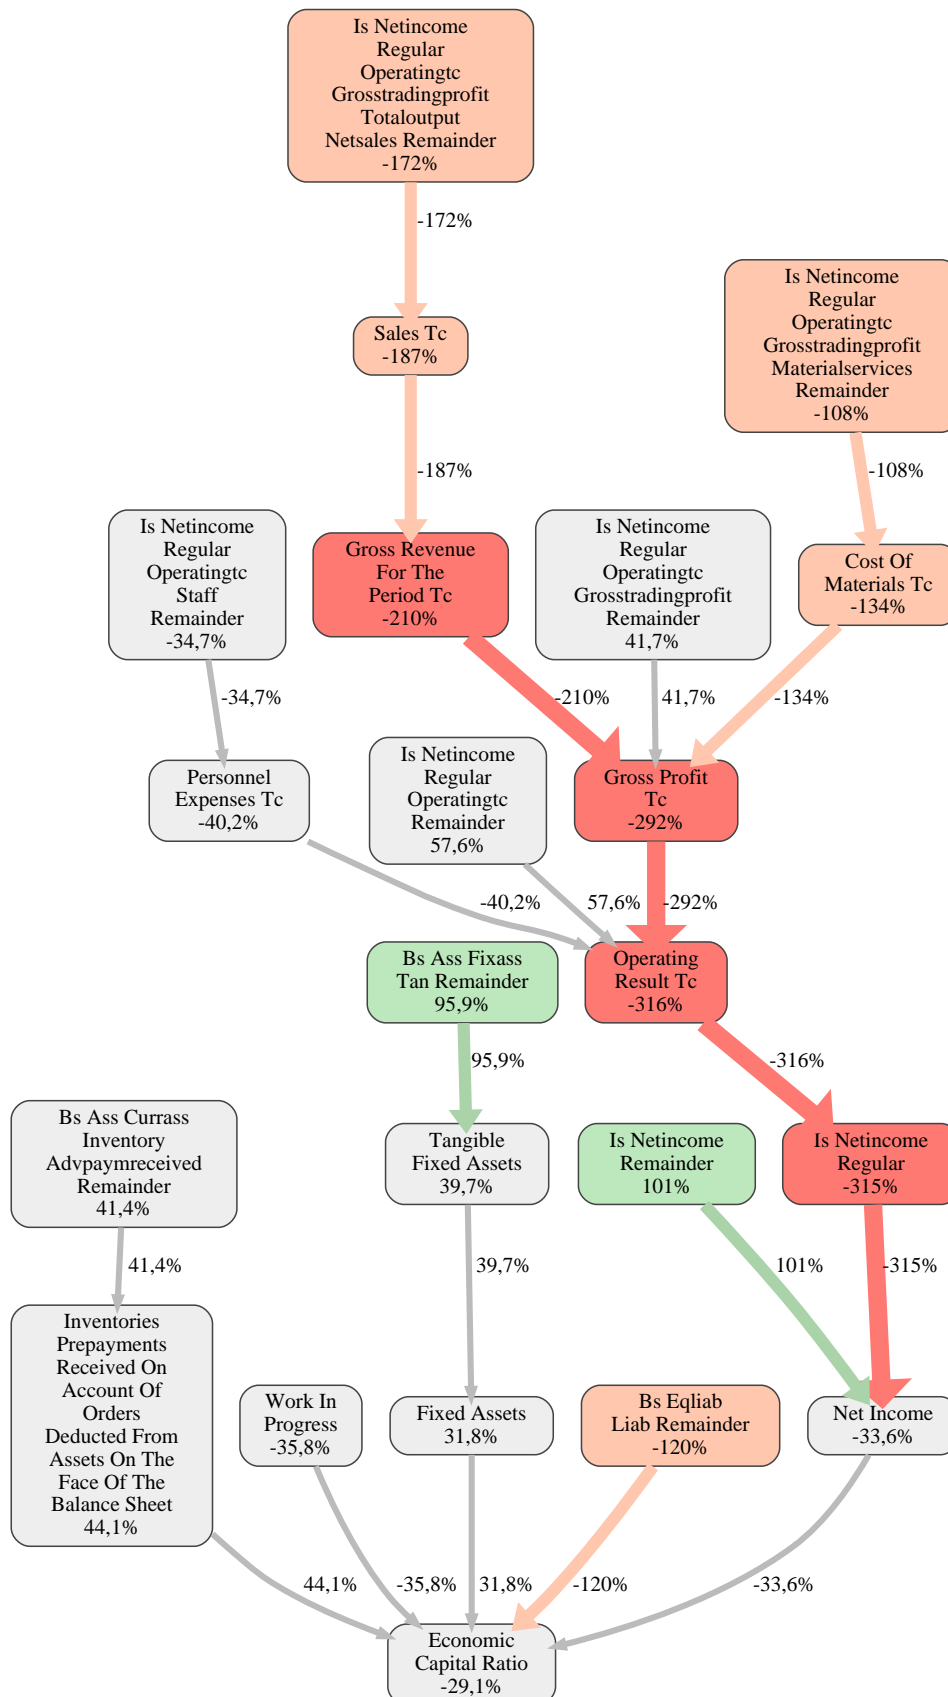 Is Netincome
Regular
Operatingtc
Grosstradingprofit
Totaloutput
Netsales Remainder
-172%
-172%
Is Netincome
Regular
Operatingtc
Grosstradingprofit
Materialservices
Remainder
-108%
Sales Tc
-187%
-187%
-108%
Is Netincome
Regular
Operatingtc
Staff
Remainder
-34,7%
Gross Revenue
For The
Period Tc
-210%
Is Netincome
Regular
Operatingtc
Grosstradingprofit
Remainder
41,7%
Cost Of
Materials Tc
-134%
-34,7%
-210%
41,7%
-134%
Personnel
Expenses Tc
-40,2%
Is Netincome
Regular
Operatingtc
Remainder
57,6%
Gross Profit
Tc
-292%
-40,2%
57,6%
-292%
Bs Ass Fixass
Tan Remainder
95,9%
Operating
Result Tc
-316%
95,9%
-316%
Bs Ass Currass
Inventory
Advpaymreceived
Remainder
41,4%
Tangible
Fixed Assets
39,7%
Is Netincome
Remainder
101%
Is Netincome
Regular
-315%
41,4%
39,7%
101%
-315%
Inventories
Prepayments
Received On
Account Of
Orders
Deducted From
Assets On The
Face Of The
Balance Sheet
44,1%
Work In
Progress
-35,8%
Fixed Assets
31,8%
Bs Eqliab
Liab Remainder
-120%
Net Income
-33,6%
44,1%
-35,8%
31,8%
-120%
-33,6%
Economic
Capital Ratio
-29,1%